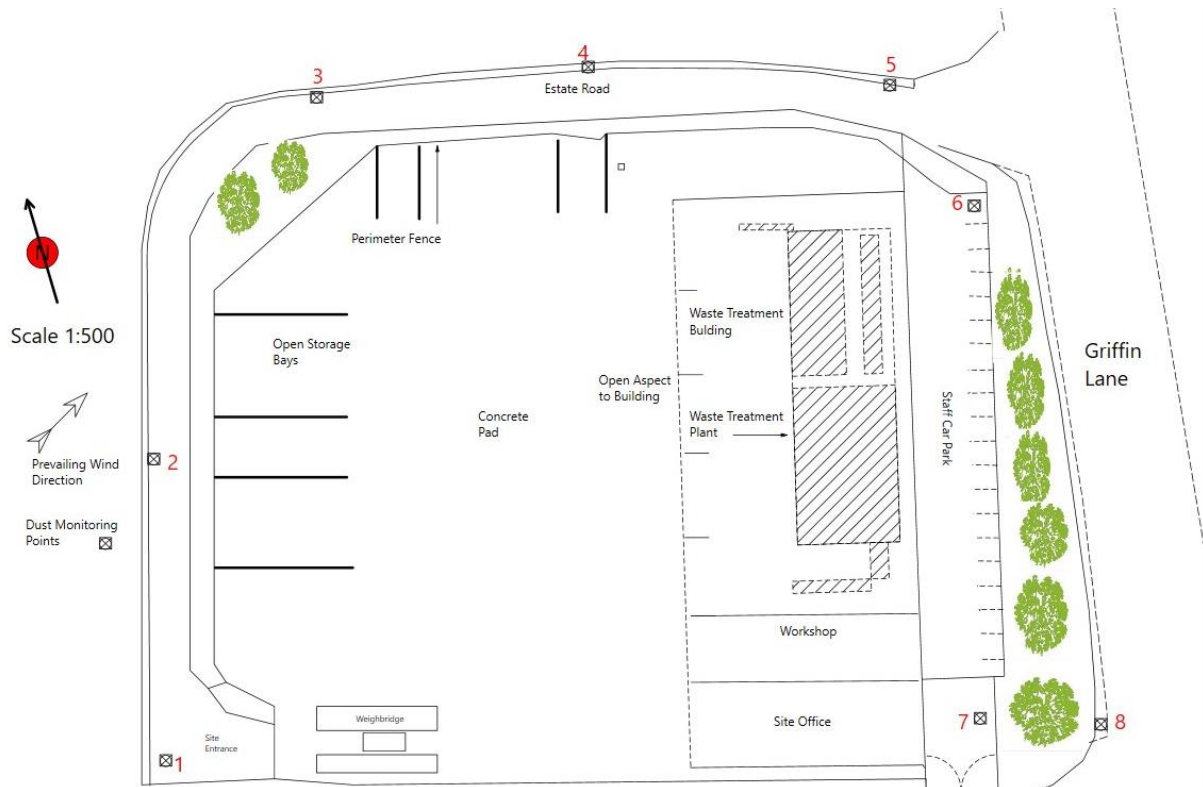 4
5
3
Estate Road
6
Perimeter Fence
N
Scale 1:500
Waste Treatment
Bulding
Open Storage
Bays
Griffin
Lane
Open Aspect
to Building
Staff Car Park
Concrete
Pad
Waste Treatment
Plant
Prevailing Wind
Direction
2
Dust Monitoring
Points
Workshop
Weighbridge
Site Office
7
8
Site
Entrance
1